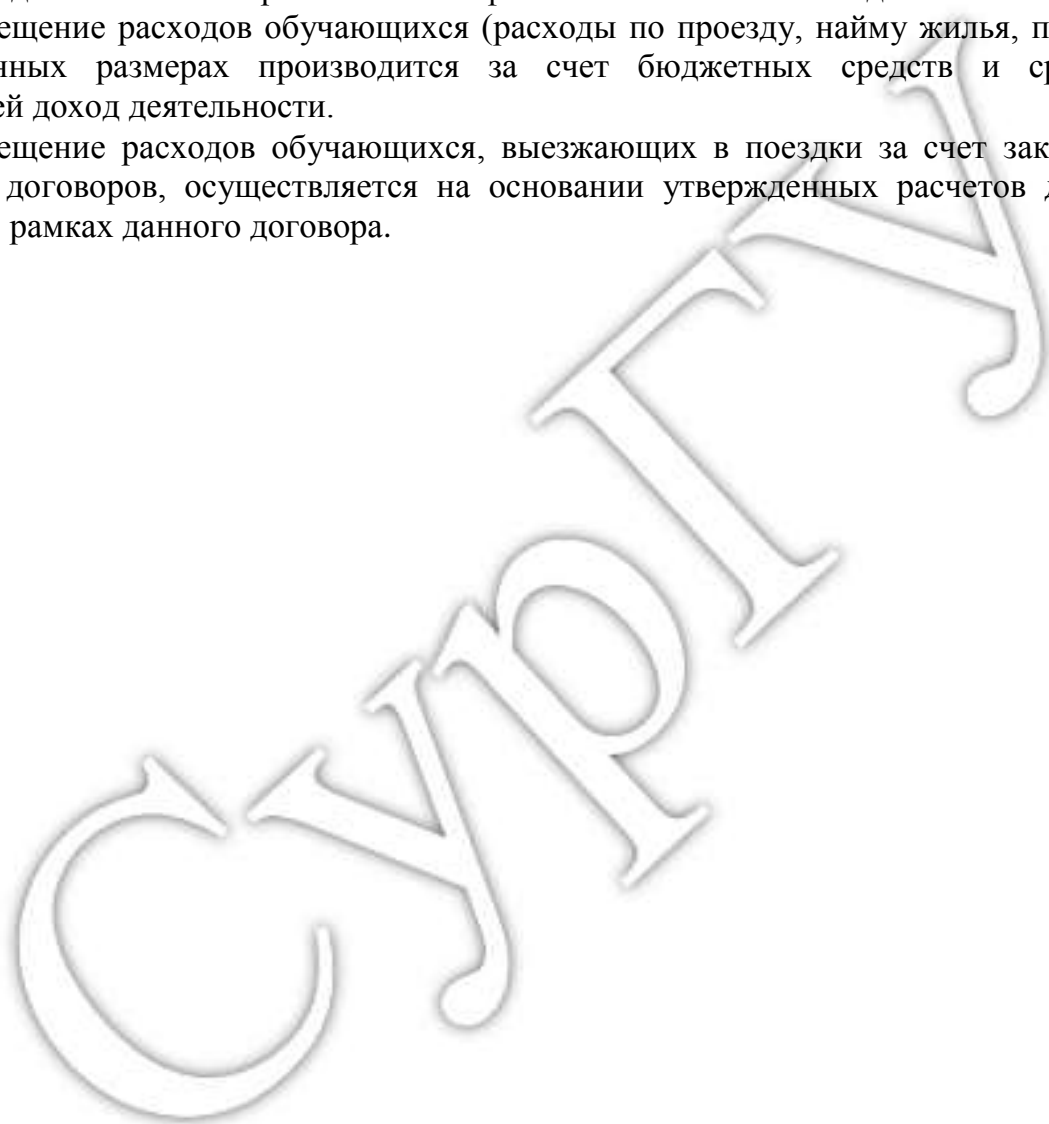 ещение расходов обучающихся (расходы по проезду, найму жилья, п
нных размерах производится за счет бюджетных средств и ср
ей доход деятельности.
ещение расходов обучающихся, выезжающих в поездки за счет зак
договоров, осуществляется на основании утвержденных расчетов д
рамках данного договора.
СурГУ